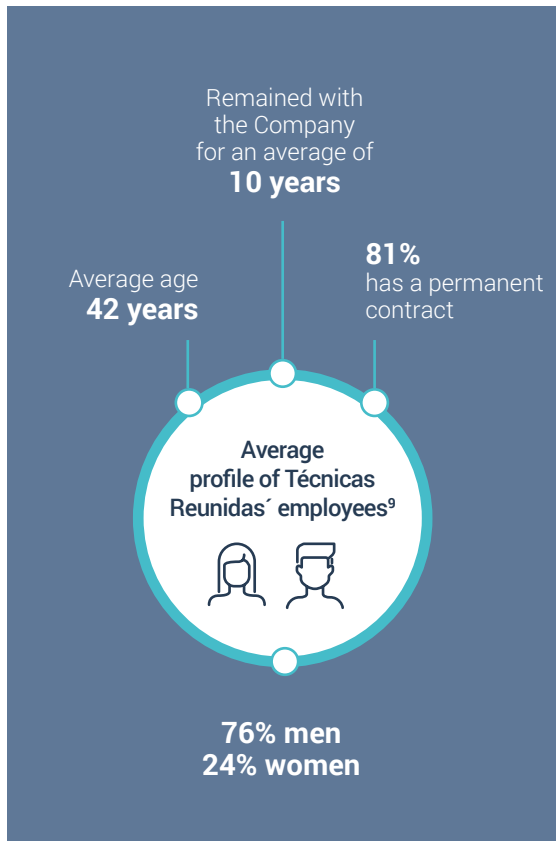 Remained with
the Company
for an average of
10 years
Average age
42 years
81%
has a permanent
contract
Average
profile of Técnicas
Reunidas´ employees⁹
76% men
24% women